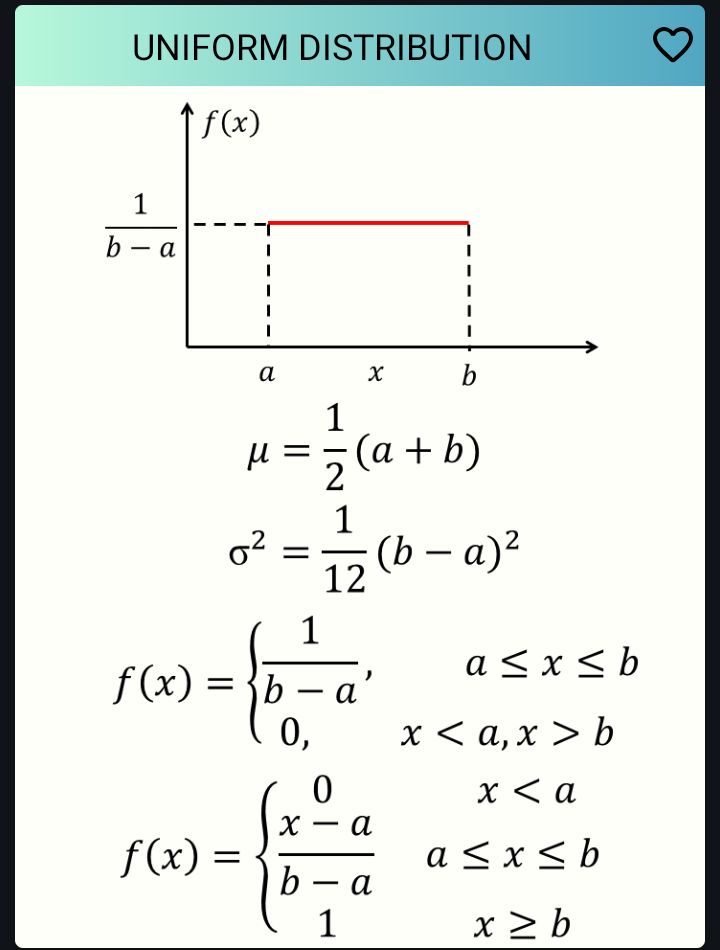 UNIFORM DISTRIBUTION
f(x)
1
b − a
a x b
μ = 1/2 (a + b)
σ² = 1/12 (b − a)²
f(x) = { 1/(b − a), a ≤ x ≤ b
0, x < a, x > b
f(x) = { 0 x < a
(x − a)/(b − a) a ≤ x ≤ b
1 x ≥ b